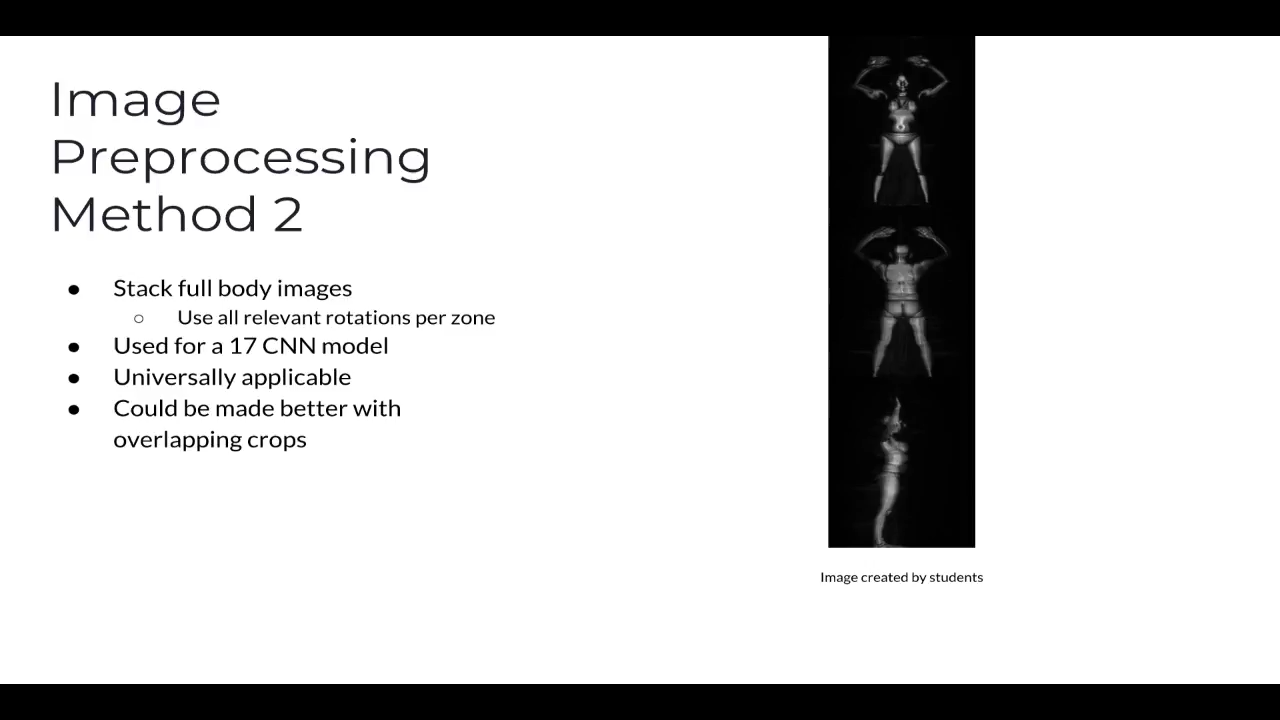 Image
Preprocessing
Method 2
● Stack full body images
○ Use all relevant rotations per zone
● Used for a 17 CNN model
● Universally applicable
● Could be made better with
overlapping crops
Image created by students